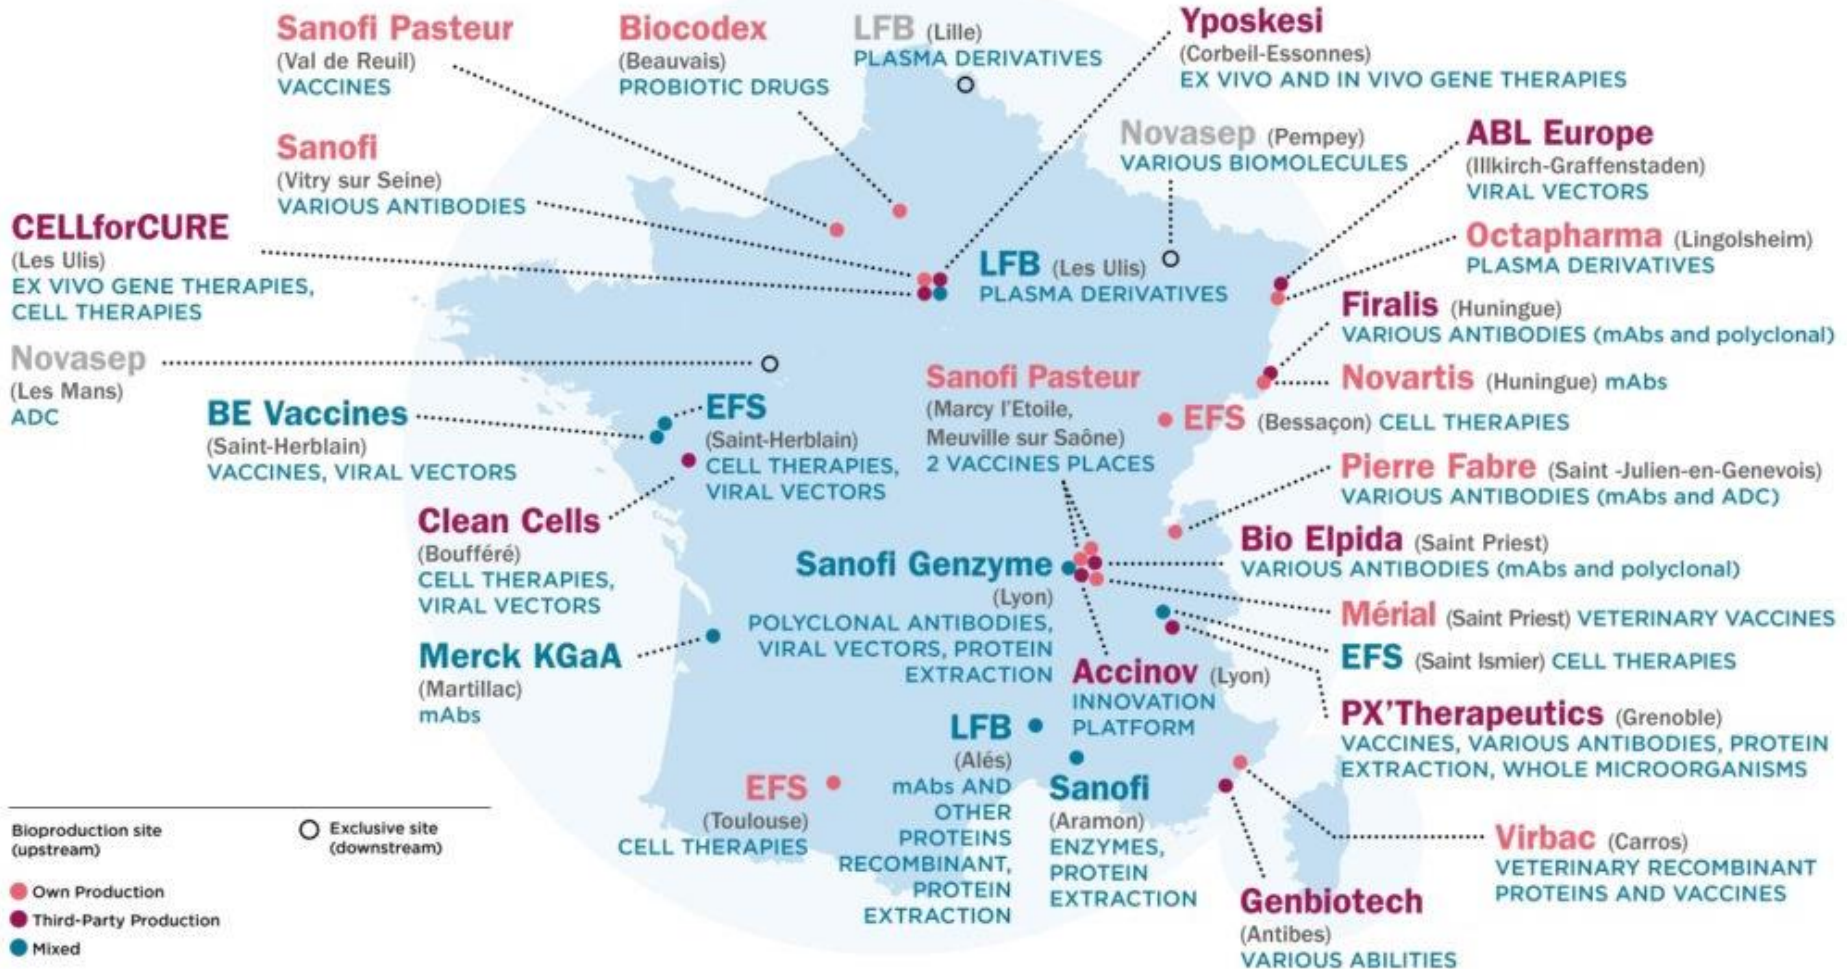 Sanofi Pasteur
(Val de Reuil)
VACCINES
Biocodex
(Beauvais)
PROBIOTIC DRUGS
LFB (Lille)
PLASMA DERIVATIVES
Yposkesi
(Corbeil-Essonnes)
EX VIVO AND IN VIVO GENE THERAPIES
Sanofi
(Vitry sur Seine)
VARIOUS ANTIBODIES
Novasep (Pempey)
VARIOUS BIOMOLECULES
ABL Europe
(Illkirch-Graffenstaden)
VIRAL VECTORS
CELLforCURE
(Les Ulis)
EX VIVO GENE THERAPIES,
CELL THERAPIES
LFB (Les Ulis)
PLASMA DERIVATIVES
Octapharma (Lingolsheim)
PLASMA DERIVATIVES
Firalis (Huningue)
VARIOUS ANTIBODIES (mAbs and polyclonal)
Novasep
(Les Mans)
ADC
BE Vaccines
(Saint-Herblain)
VACCINES, VIRAL VECTORS
EFS
(Saint-Herblain)
CELL THERAPIES,
VIRAL VECTORS
Sanofi Pasteur
(Marcy l'Etoile,
Meuville sur Saône)
2 VACCINES PLACES
Novartis (Huningue) mAbs
EFS (Bessaçon) CELL THERAPIES
Pierre Fabre (Saint -Julien-en-Genevois)
VARIOUS ANTIBODIES (mAbs and ADC)
Clean Cells
(Boufféré)
CELL THERAPIES,
VIRAL VECTORS
Sanofi Genzyme
(Lyon)
POLYCLONAL ANTIBODIES,
VIRAL VECTORS, PROTEIN
EXTRACTION
Bio Elpida (Saint Priest)
VARIOUS ANTIBODIES (mAbs and polyclonal)
Mérial (Saint Priest) VETERINARY VACCINES
EFS (Saint Ismier) CELL THERAPIES
Merck KGaA
(Martillac)
mAbs
Accinov (Lyon)
INNOVATION
PLATFORM
PX'Therapeutics (Grenoble)
VACCINES, VARIOUS ANTIBODIES, PROTEIN
EXTRACTION, WHOLE MICROORGANISMS
LFB
(Alés)
mAbs AND
OTHER
PROTEINS
RECOMBINANT,
PROTEIN
EXTRACTION
EFS
(Toulouse)
CELL THERAPIES
Sanofi
(Aramon)
ENZYMES,
PROTEIN
EXTRACTION
Virbac (Carros)
VETERINARY RECOMBINANT
PROTEINS AND VACCINES
Genbiotech
(Antibes)
VARIOUS ABILITIES
Bioproduction site
(upstream)
Exclusive site
(downstream)
Own Production
Third-Party Production
Mixed